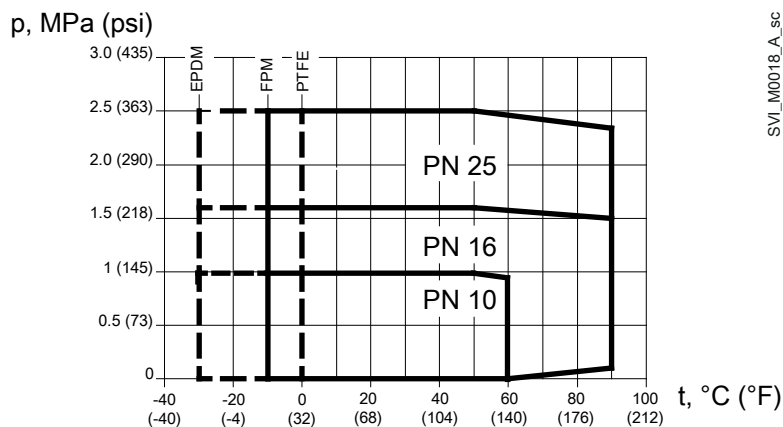 p, MPa (psi)
SVI_M0018_A_sc
EPDM
FPM
PTFE
3.0 (435)
2.5 (363)
2.0 (290)
1.5 (218)
1 (145)
0.5 (73)
0
PN 25
PN 16
PN 10
-40 -20 0 20 40 60 80 100
(-40) (-4) (32) (68) (104) (140) (176) (212)
t, °C (°F)